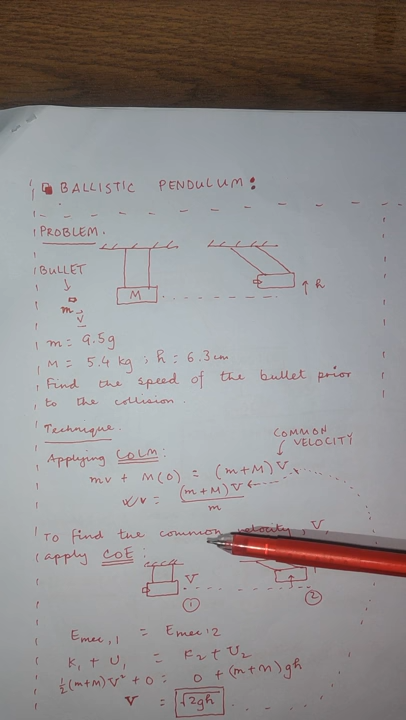 BALLISTIC PENDULUM:
PROBLEM.
BULLET
m
v
M
h
m = 9.5g
M = 5.4 kg ; h = 6.3 cm
Find the speed of the bullet prior
to the collision.
Technique.
COMMON
VELOCITY
Applying COLM:
mv + M(0) = (m+M)V
v = (m+M)V / m
To find the common velocity, V,
apply COE:
V
1
2
Emec,1 = Emec,2
K1 + U1 = K2 + U2
1/2 (m+M)V² + 0 = 0 + (m+M)gh
V = √2gh